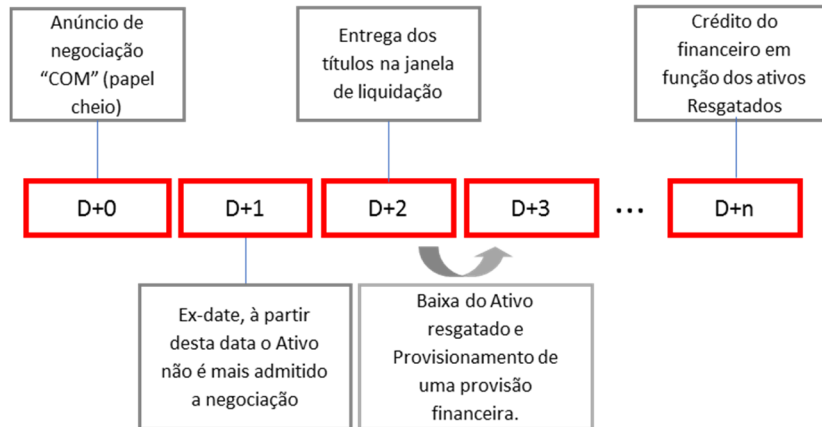 Anúncio de
negociação
“COM” (papel
cheio)
Entrega dos
títulos na janela
de liquidação
Crédito do
financeiro em
função dos ativos
Resgatados
D+0
D+1
D+2
D+3
...
D+n
Ex-date, à partir
desta data o Ativo
não é mais admitido
a negociação
Baixa do Ativo
resgatado e
Provisionamento de
uma provisão
financeira.